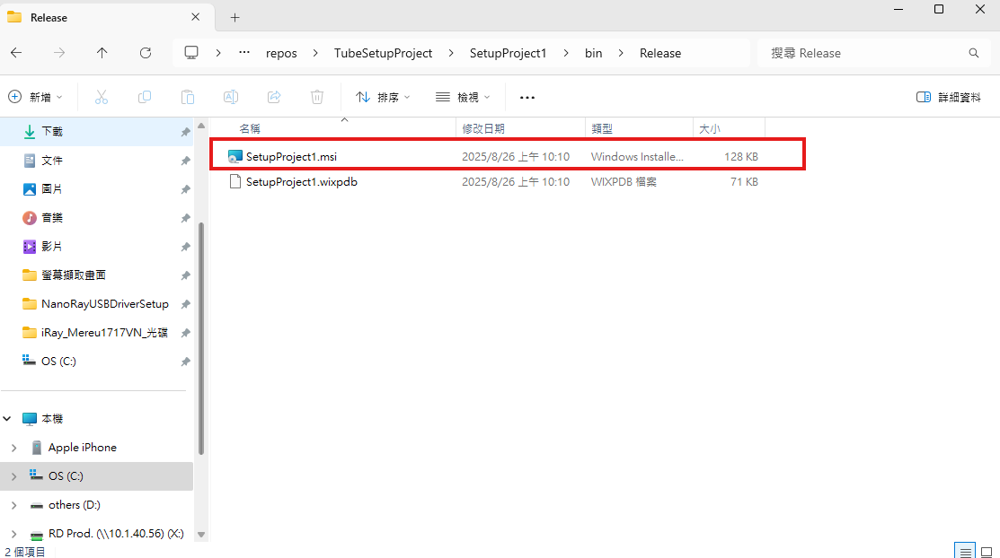 Release
repos
TubeSetupProject
SetupProject1
bin
Release
搜尋 Release
新增
排序
檢視
詳細資料
名稱
修改日期
類型
大小
SetupProject1.msi
2025/8/26 上午 10:10
Windows Installe...
128 KB
SetupProject1.wixpdb
2025/8/26 上午 10:10
WIXPDB 檔案
71 KB
下載
文件
圖片
音樂
影片
螢幕擷取畫面
NanoRayUSBDriverSetup
iRay_Mereu1717VN_光碟
OS (C:)
本機
Apple iPhone
OS (C:)
others (D:)
RD Prod. (\\10.1.40.56) (X:)
2 個項目